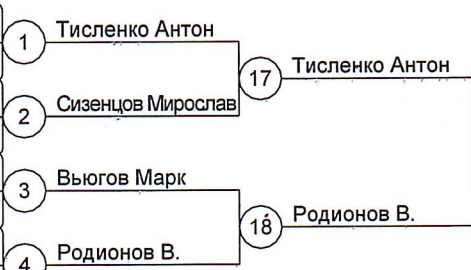 1 Тисленко Антон
17 Тисленко Антон
2 Сизенцов Мирослав
3 Вьюгов Марк
18 Родионов В.
4 Родионов В.